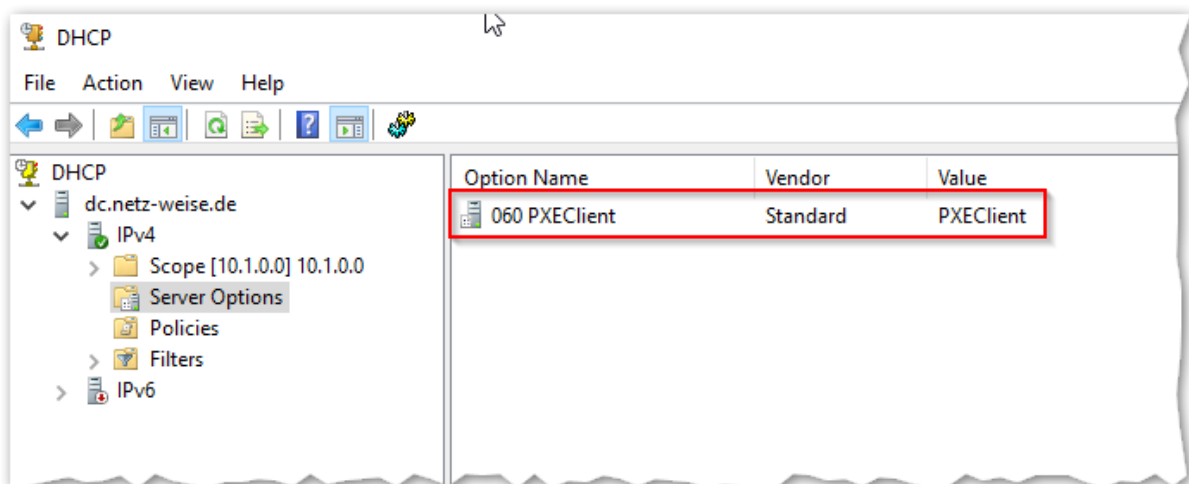 DHCP
File Action View Help
DHCP
dc.netz-weise.de
IPv4
Scope [10.1.0.0] 10.1.0.0
Server Options
Policies
Filters
IPv6
Option Name Vendor Value
060 PXEClient Standard PXEClient